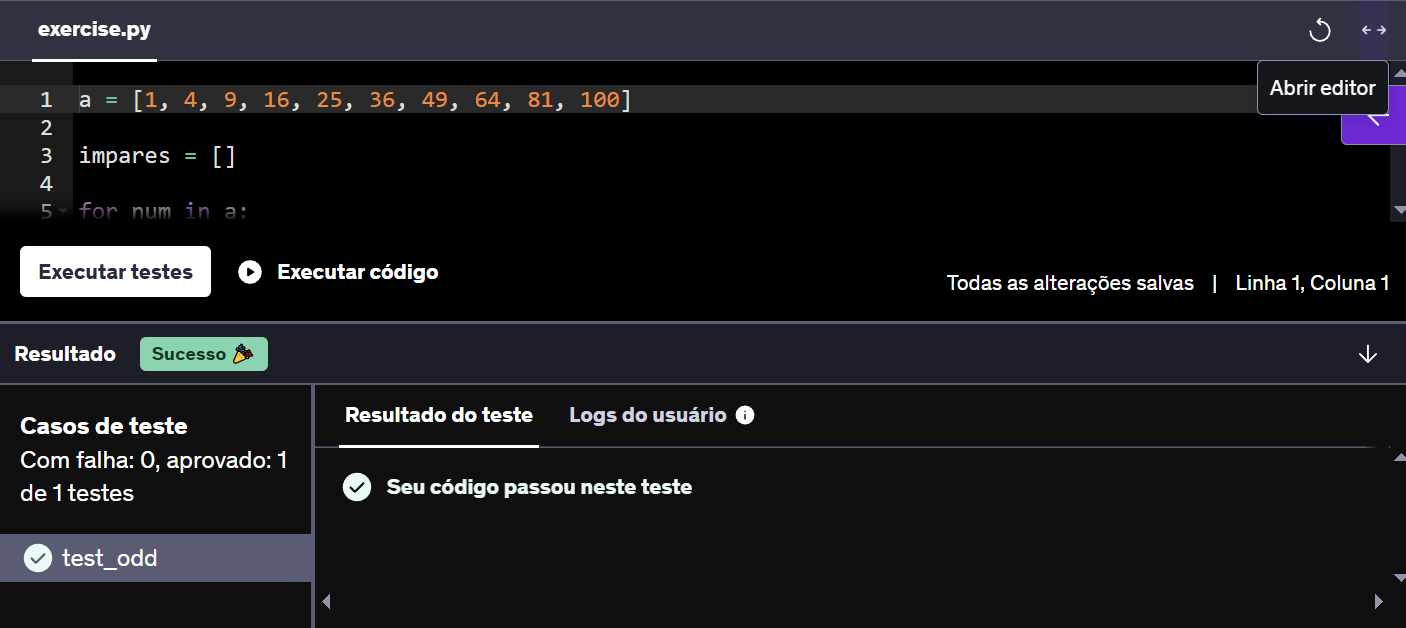 exercise.py
Abrir editor
1 a = [1, 4, 9, 16, 25, 36, 49, 64, 81, 100]
2
3 impares = []
4
5 for num in a:
Executar testes Executar código
Todas as alterações salvas | Linha 1, Coluna 1
Resultado Sucesso
Casos de teste
Com falha: 0, aprovado: 1
de 1 testes
test_odd
Resultado do teste Logs do usuário
Seu código passou neste teste